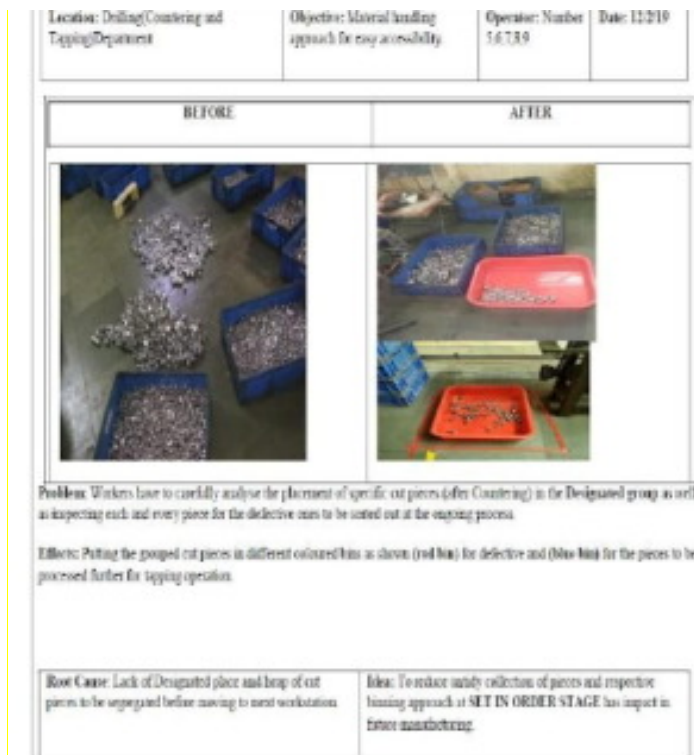 Location: Drilling(Countering and
Tapping)Department
Objective: Material handling
approach for easy accessibility.
Operator: Number
5,6,7,8,9
Date: 12/2/19
BEFORE
AFTER
Problem: Workers have to carefully analyse the placement of specific cut pieces (after Countering) in the Designated group as well
as inspecting each and every piece for the defective ones to be sorted out at the ongoing process.
Effects: Putting the grouped cut pieces in different coloured bins as shown (red bin) for defective and (blue bin) for the pieces to be
processed further for tapping operation.
Root Cause: Lack of Designated place and heap of cut
pieces to be segregated before moving to next workstation.
Idea: To reduce untidy collection of pieces and respective
binning approach at SET IN ORDER STAGE has impact in
future manufacturing.